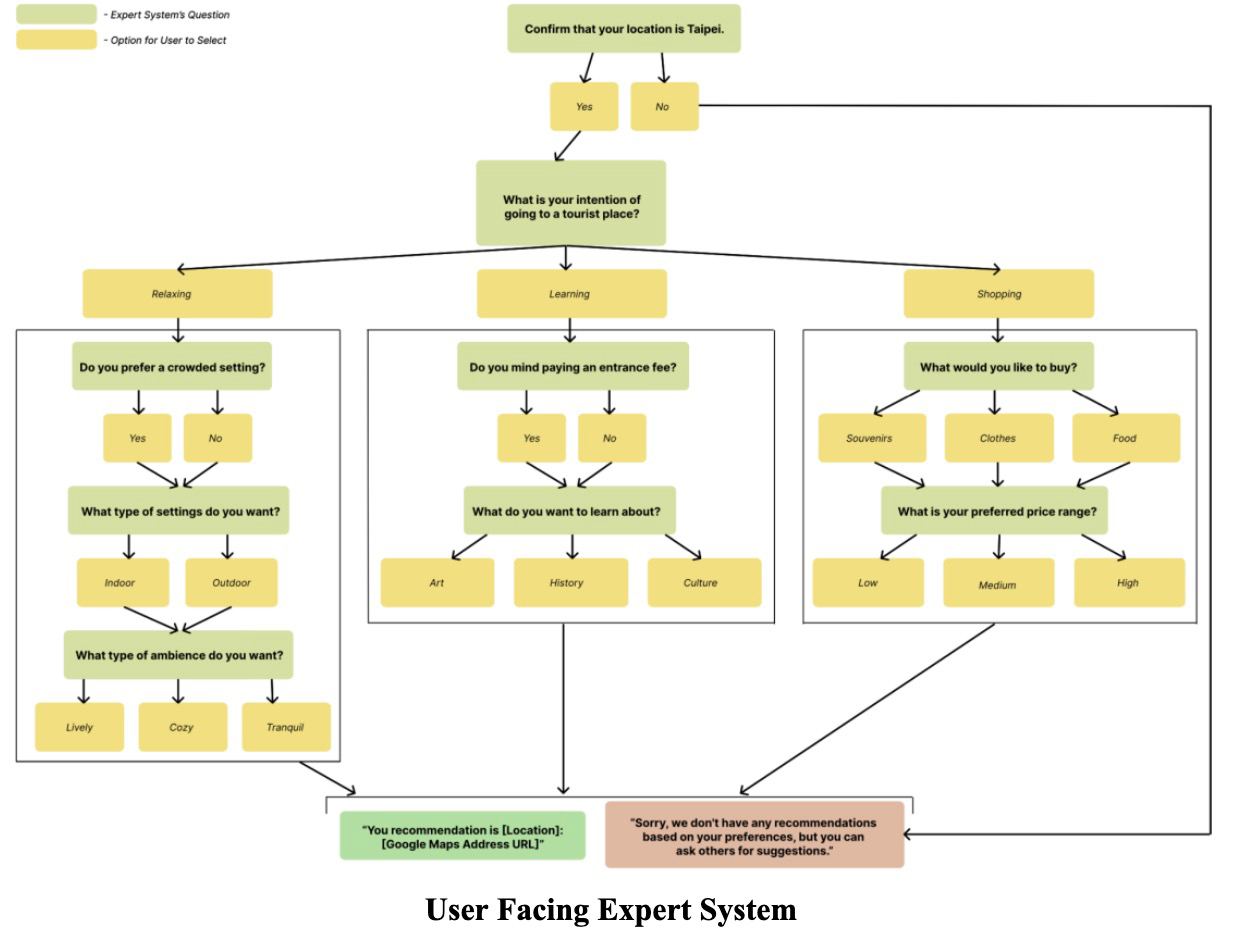 - Expert System's Question
- Option for User to Select
Confirm that your location is Taipei.
Yes
No
What is your intention of
going to a tourist place?
Relaxing
Learning
Shopping
Do you prefer a crowded setting?
Yes
No
What type of settings do you want?
Indoor
Outdoor
What type of ambience do you want?
Lively
Cozy
Tranquil
Do you mind paying an entrance fee?
Yes
No
What do you want to learn about?
Art
History
Culture
What would you like to buy?
Souvenirs
Clothes
Food
What is your preferred price range?
Low
Medium
High
"You recommendation is [Location]:
[Google Maps Address URL]"
"Sorry, we don't have any recommendations
based on your preferences, but you can
ask others for suggestions."
User Facing Expert System